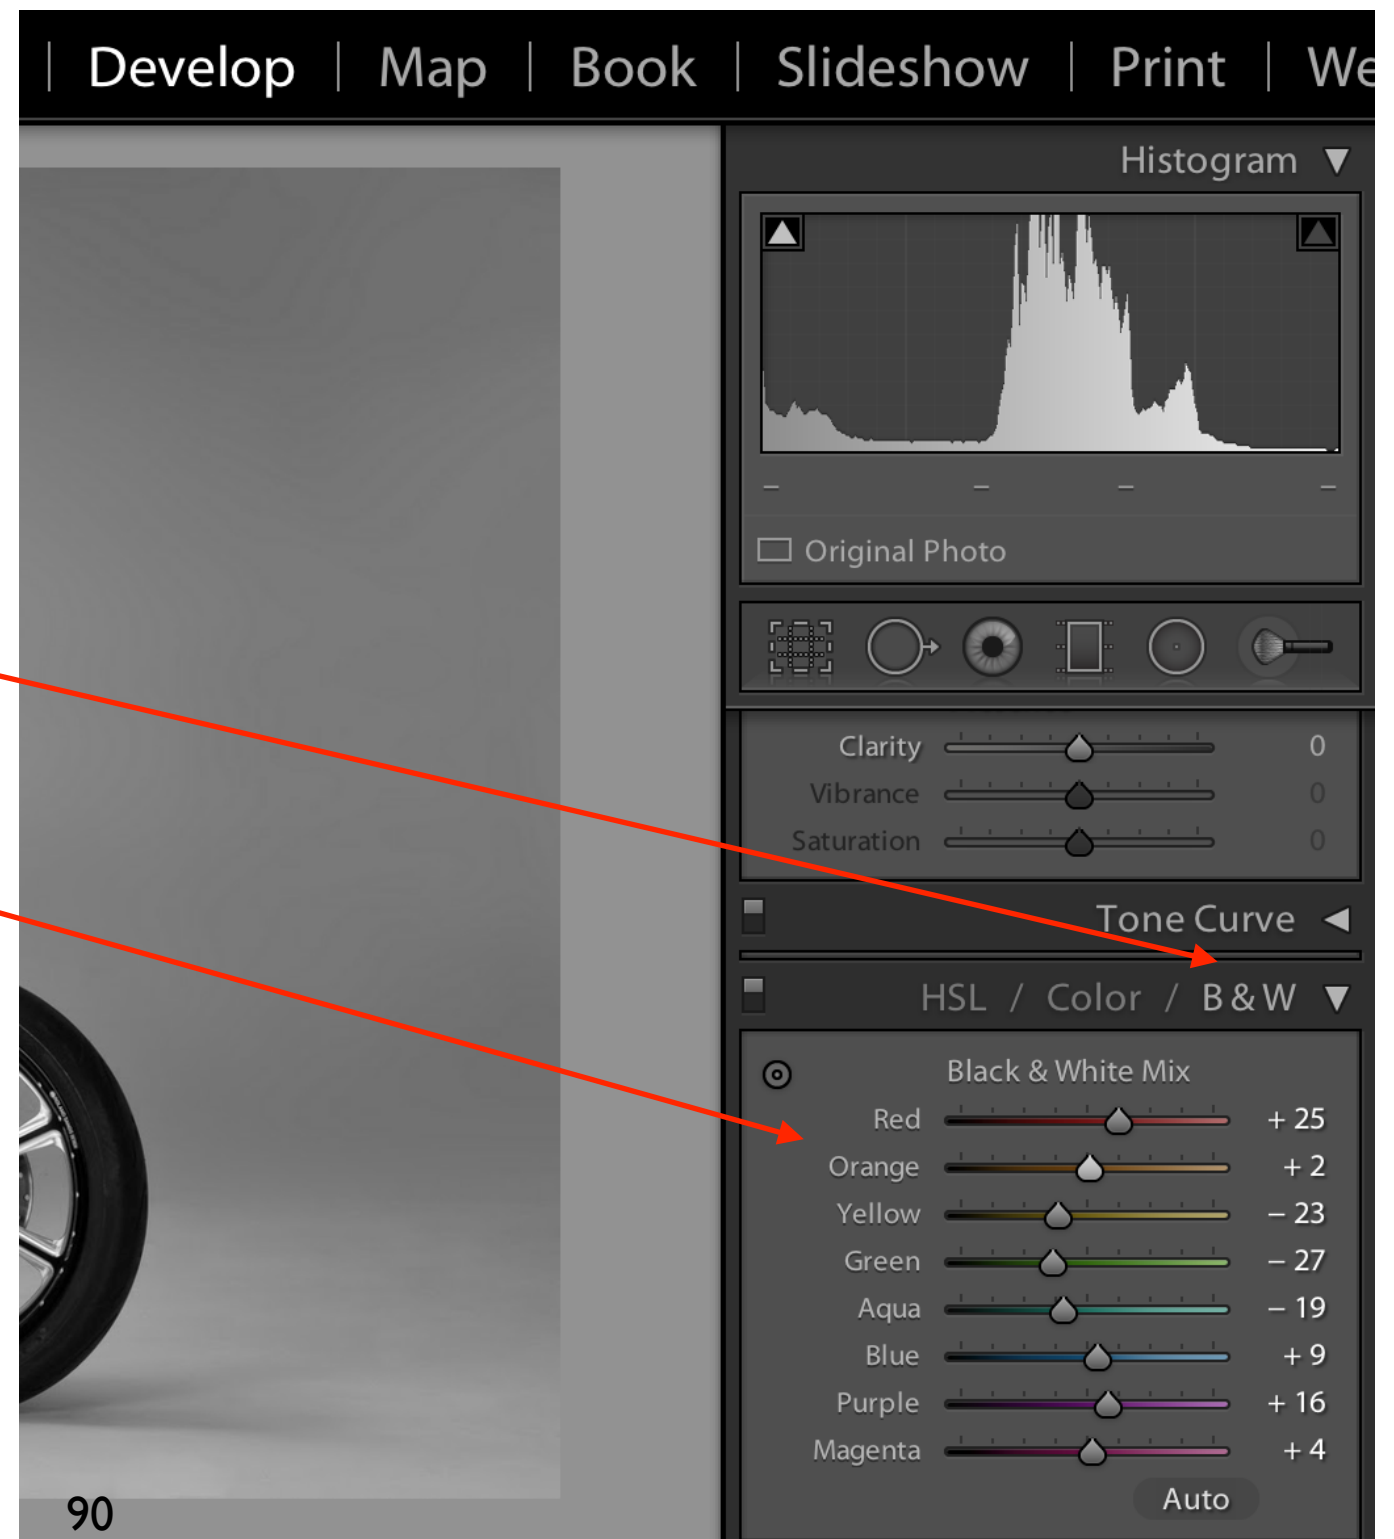 Develop | Map | Book | Slideshow | Print | We
Histogram
Original Photo
Clarity 0
Vibrance 0
Saturation 0
Tone Curve
HSL / Color / B & W
Black & White Mix
Red + 25
Orange + 2
Yellow – 23
Green – 27
Aqua – 19
Blue + 9
Purple + 16
Magenta + 4
Auto
90